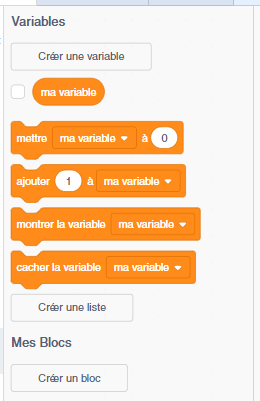 Variables
Créer une variable
ma variable
mettre ma variable à 0
ajouter 1 à ma variable
montrer la variable ma variable
cacher la variable ma variable
Créer une liste
Mes Blocs
Créer un bloc